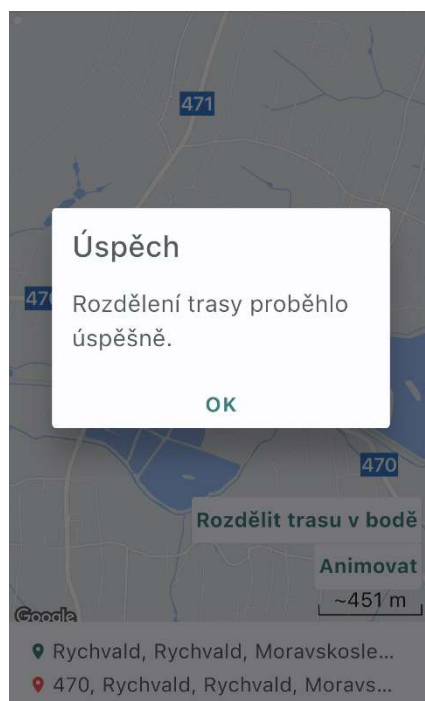 471
Úspěch
47
Rozdělení trasy proběhlo
úspěšně.
OK
470
Rozdělit trasu v bodě
Animovat
~451 m
Google
Rychvald, Rychvald, Moravskosle...
470, Rychvald, Rychvald, Moravs...